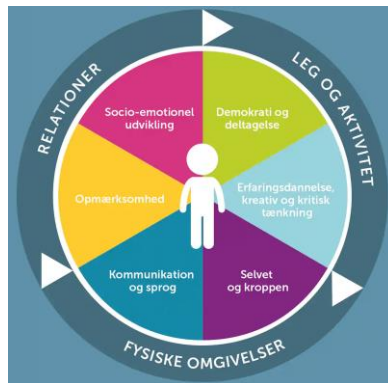 RELATIONER
LEG OG AKTIVITET
Socio-emotionel
udvikling
Demokrati og
deltagelse
Opmærksomhed
Erfaringsdannelse,
kreativ og kritisk
tænkning
Kommunikation
og sprog
Selvet
og kroppen
FYSISKE OMGIVELSER